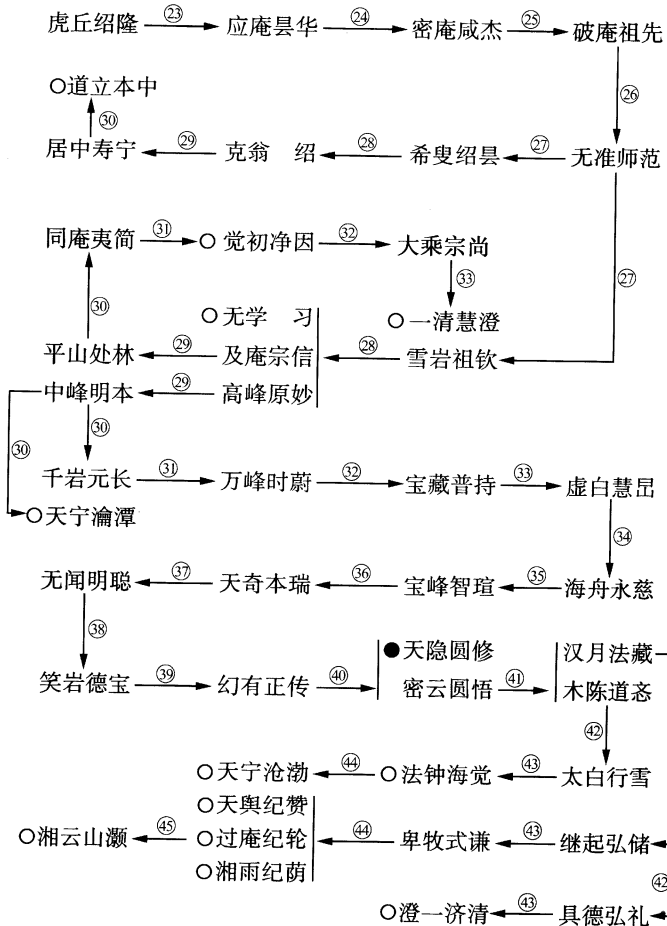 虎丘绍隆 ㉓ 应庵昙华 ㉔ 密庵咸杰 ㉕ 破庵祖先
㉖
○道立本中
㉚
居中寿宁 ㉙ 克翁 绍 ㉘ 希叟绍昙 ㉗ 无准师范
同庵夷简 ㉛ ○觉初净因 ㉜ 大乘宗尚
㉝ ㉗
㉚ ○无学 习 ○一清慧澄
平山处林 ㉙ 及庵宗信 ㉘ 雪岩祖钦
中峰明本 ㉙ 高峰原妙
㉚ ㉚
千岩元长 ㉛ 万峰时蔚 ㉜ 宝藏普持 ㉝ 虚白慧旵
○天宁瀹潭
㉞
无闻明聪 ㊲ 天奇本瑞 ㊱ 宝峰智瑄 ㉟ 海舟永慈
㊳
●天隐圆修 汉月法藏
笑岩德宝 ㊴ 幻有正传 ㊵ 密云圆悟 ㊶ 木陈道忞
㊷
○天宁沧渤 ㊹ ○法钟海觉 ㊸ 太白行雪
○天舆纪赞
○湘云山灏 ㊺ ○过庵纪轮 ㊹ 卑牧式谦 ㊸ 继起弘储
○湘雨纪荫
㊷
○澄一济清 ㊸ 具德弘礼